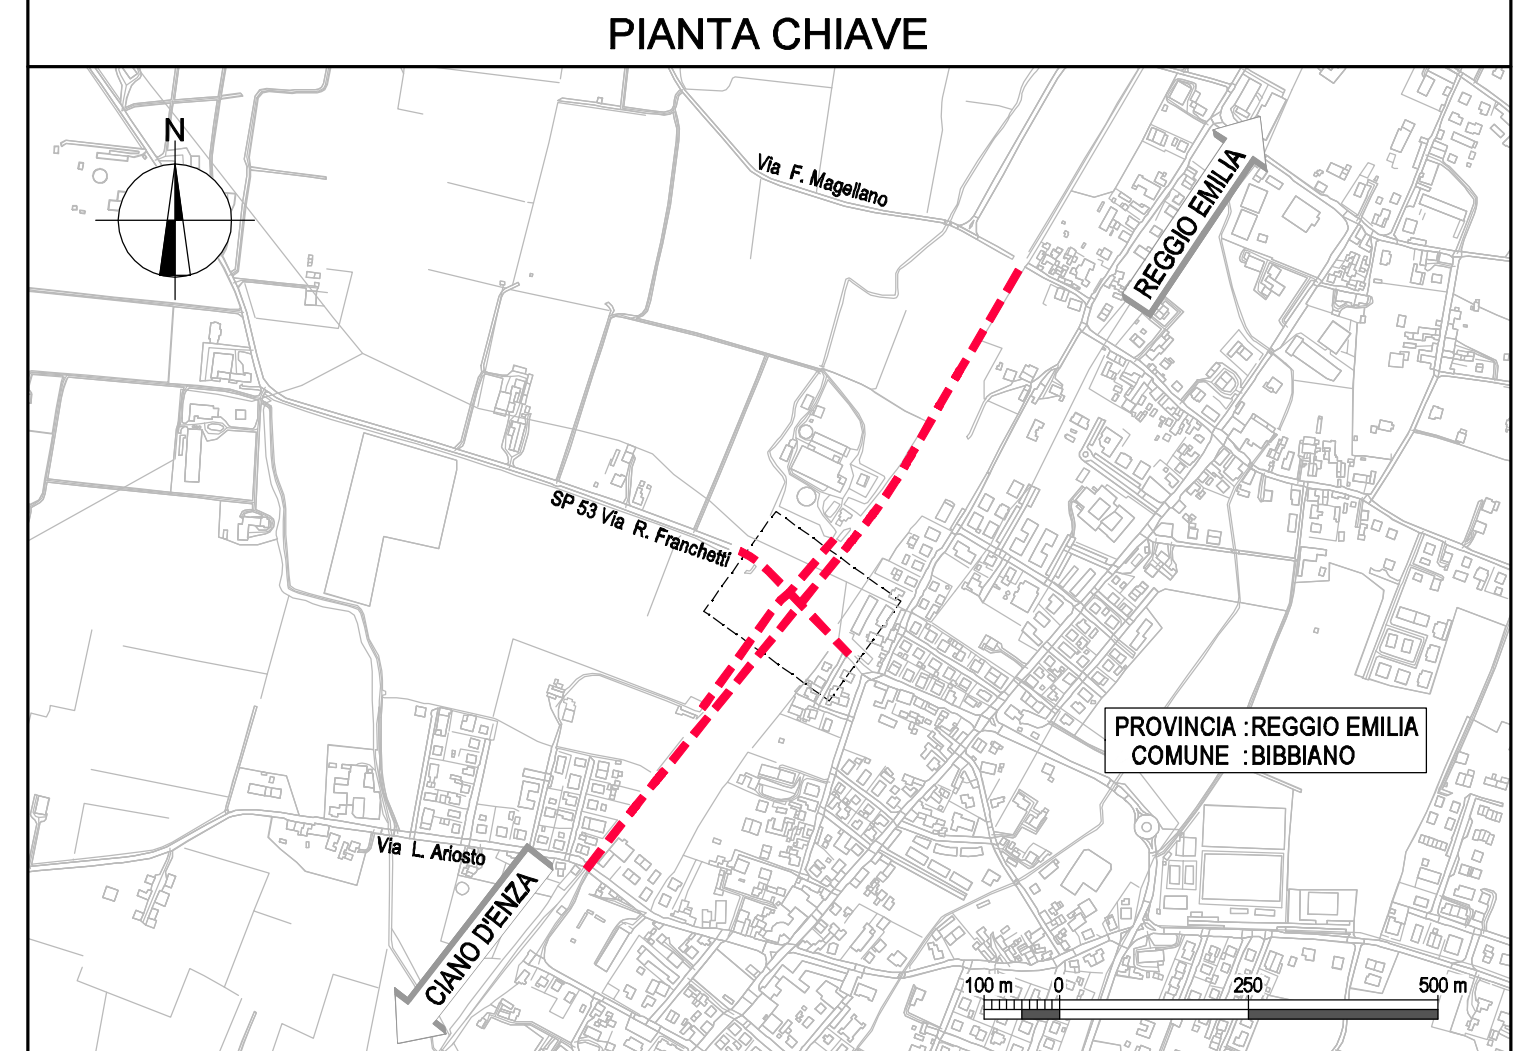 PIANTA CHIAVE
N
Via F. Magellano
REGGIO EMILIA
SP 53 Via R. Franchetti
PROVINCIA : REGGIO EMILIA
COMUNE : BIBBIANO
Via L. Ariosto
CIANO D'ENZA
100 m 0 250 500 m